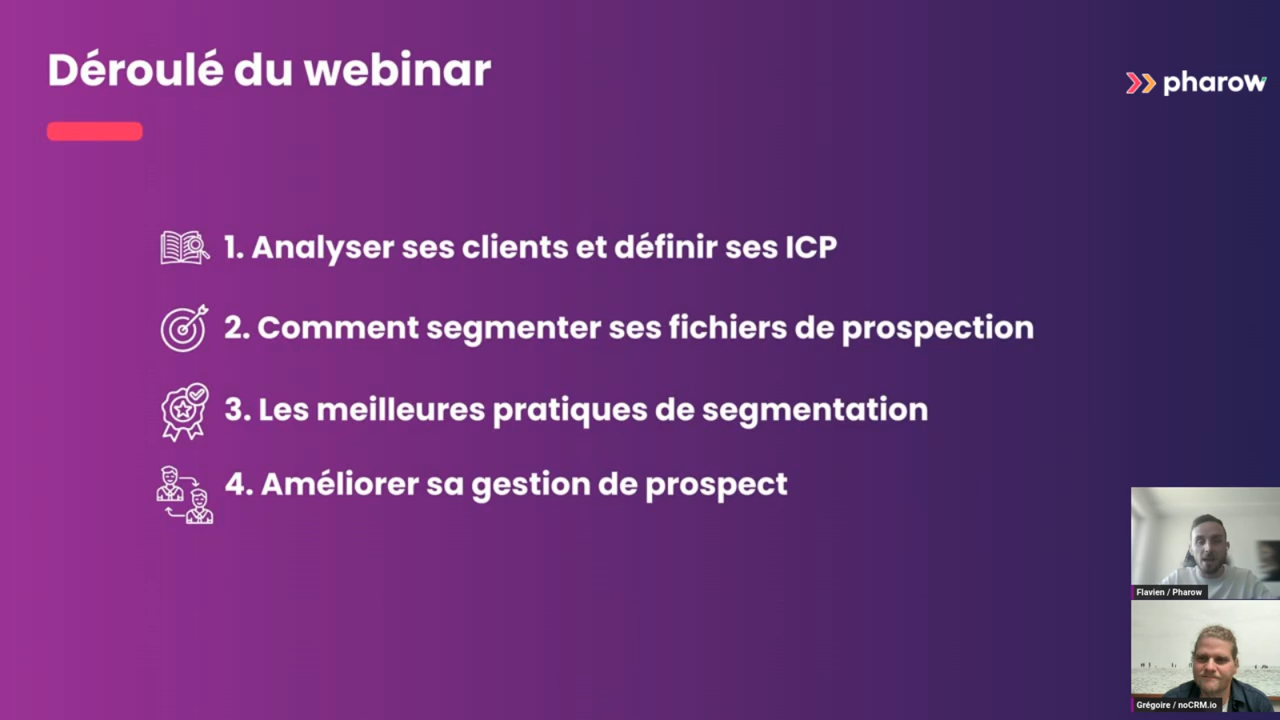 Déroulé du webinar
pharow
1. Analyser ses clients et définir ses ICP
2. Comment segmenter ses fichiers de prospection
3. Les meilleures pratiques de segmentation
4. Améliorer sa gestion de prospect
Flavien / Pharow
Grégoire / noCRM.io